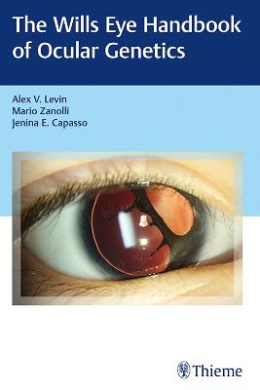 The Wills Eye Handbook
of Ocular Genetics
Alex V. Levin
Mario Zanolli
Jenina E. Capasso
Thieme